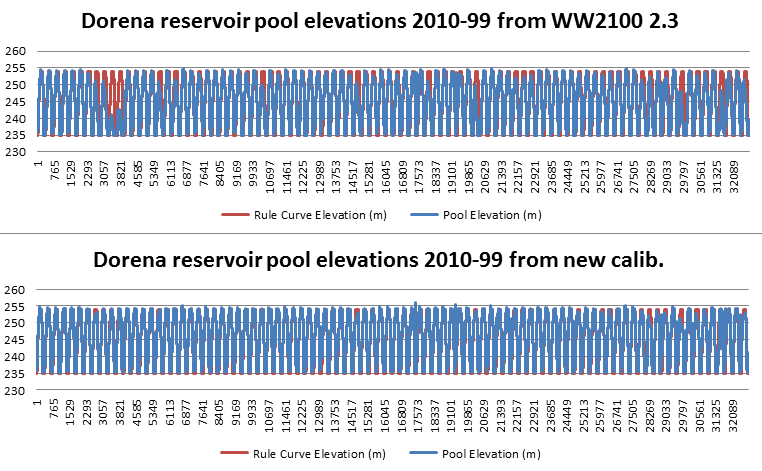 Dorena reservoir pool elevations 2010-99 from WW2100 2.3
260
255
250
245
240
235
230
1 765 1529 2293 3057 3821 4585 5349 6113 6877 7641 8405 9169 9933 10697 11461 12225 12989 13753 14517 15281 16045 16809 17573 18337 19101 19865 20629 21393 22157 22921 23685 24449 25213 25977 26741 27505 28269 29033 29797 30561 31325 32089
Rule Curve Elevation (m) Pool Elevation (m)
Dorena reservoir pool elevations 2010-99 from new calib.
260
255
250
245
240
235
230
1 765 1529 2293 3057 3821 4585 5349 6113 6877 7641 8405 9169 9933 10697 11461 12225 12989 13753 14517 15281 16045 16809 17573 18337 19101 19865 20629 21393 22157 22921 23685 24449 25213 25977 26741 27505 28269 29033 29797 30561 31325 32089
Rule Curve Elevation (m) Pool Elevation (m)